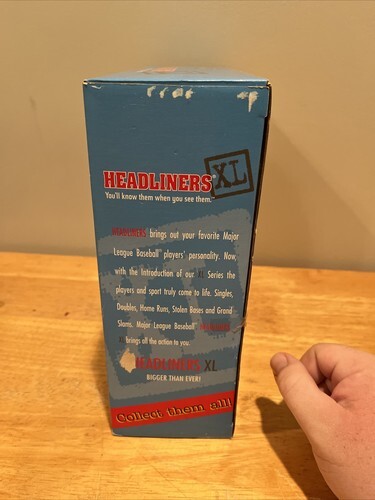 HEADLINERS XL
You'll know them when you see them.™
HEADLINERS brings out your favorite Major
League Baseball players' personality. Now,
with the Introduction of our XL Series the
players and sport truly come to life. Singles,
Doubles, Home Runs, Stolen Bases and Grand
Slams. Major League Baseball HEADLINERS
XL brings all the action to you.
HEADLINERS XL
BIGGER THAN EVER!
Collect them all!